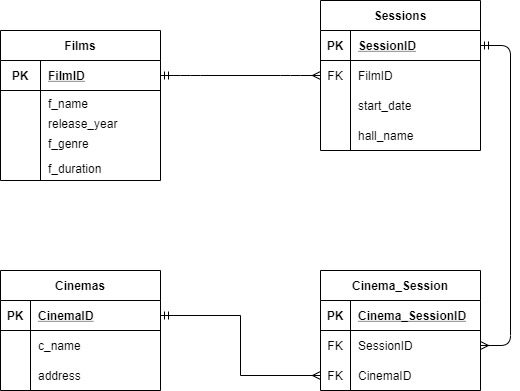 Films
PK FilmID
f_name
release_year
f_genre
f_duration
Sessions
PK SessionID
FK FilmID
start_date
hall_name
Cinemas
PK CinemaID
c_name
address
Cinema_Session
PK Cinema_SessionID
FK SessionID
FK CinemaID